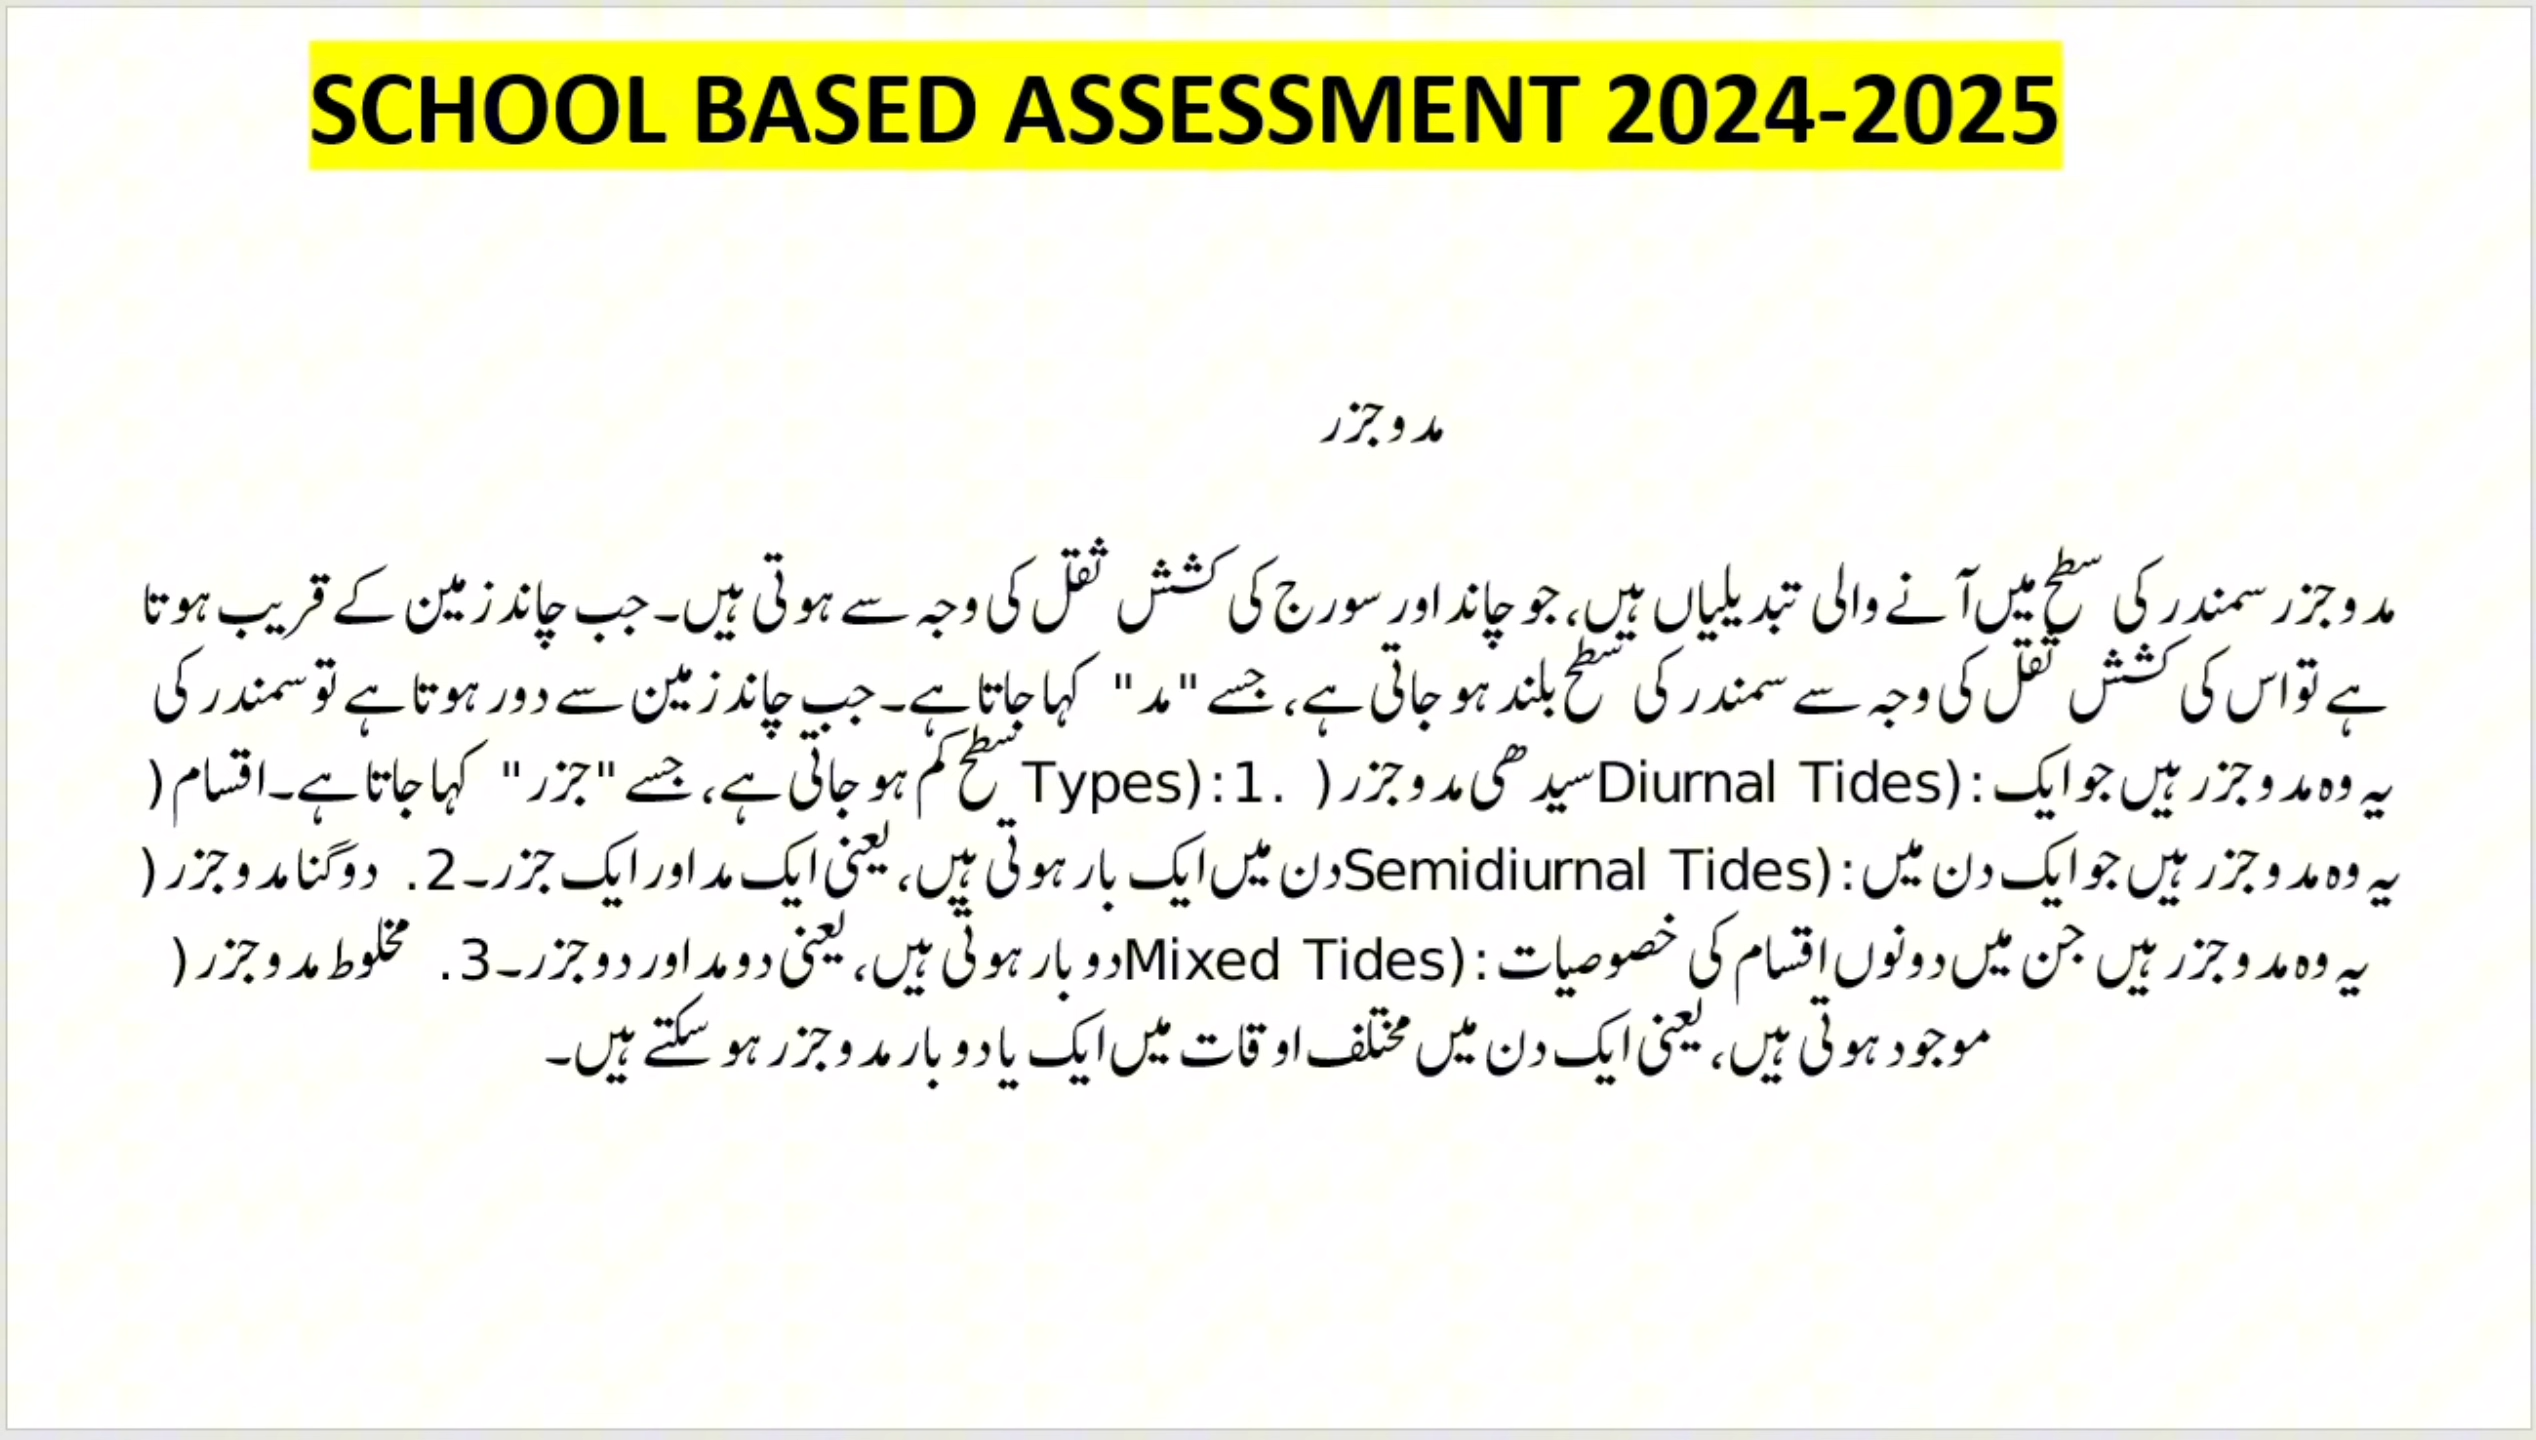 SCHOOL BASED ASSESSMENT 2024-2025
مد و جزر
مد و جزر سمندر کی سطح میں آنے والی تبدیلیاں ہیں، جو چاند اور سورج کی کشش ثقل کی وجہ سے ہوتی ہیں۔ جب چاند زمین کے قریب ہوتا
ہے تو اس کی کشش ثقل کی وجہ سے سمندر کی سطح بلند ہو جاتی ہے، جسے "مد" کہا جاتا ہے۔ جب چاند زمین سے دور ہوتا ہے تو سمندر کی
سطح کم ہو جاتی ہے، جسے "جزر" کہا جاتا ہے۔ اقسام (Types): 1. سیدھی مد و جزر (Diurnal Tides): یہ وہ مد و جزر ہیں جو ایک
دن میں ایک بار ہوتی ہیں، یعنی ایک مد اور ایک جزر۔ 2. دوگنا مد و جزر (Semidiurnal Tides): یہ وہ مد و جزر ہیں جو ایک دن میں
دو بار ہوتی ہیں، یعنی دو مد اور دو جزر۔ 3. مخلوط مد و جزر (Mixed Tides): یہ وہ مد و جزر ہیں جن میں دونوں اقسام کی خصوصیات
موجود ہوتی ہیں، یعنی ایک دن میں مختلف اوقات میں ایک یا دو بار مد و جزر ہو سکتے ہیں۔